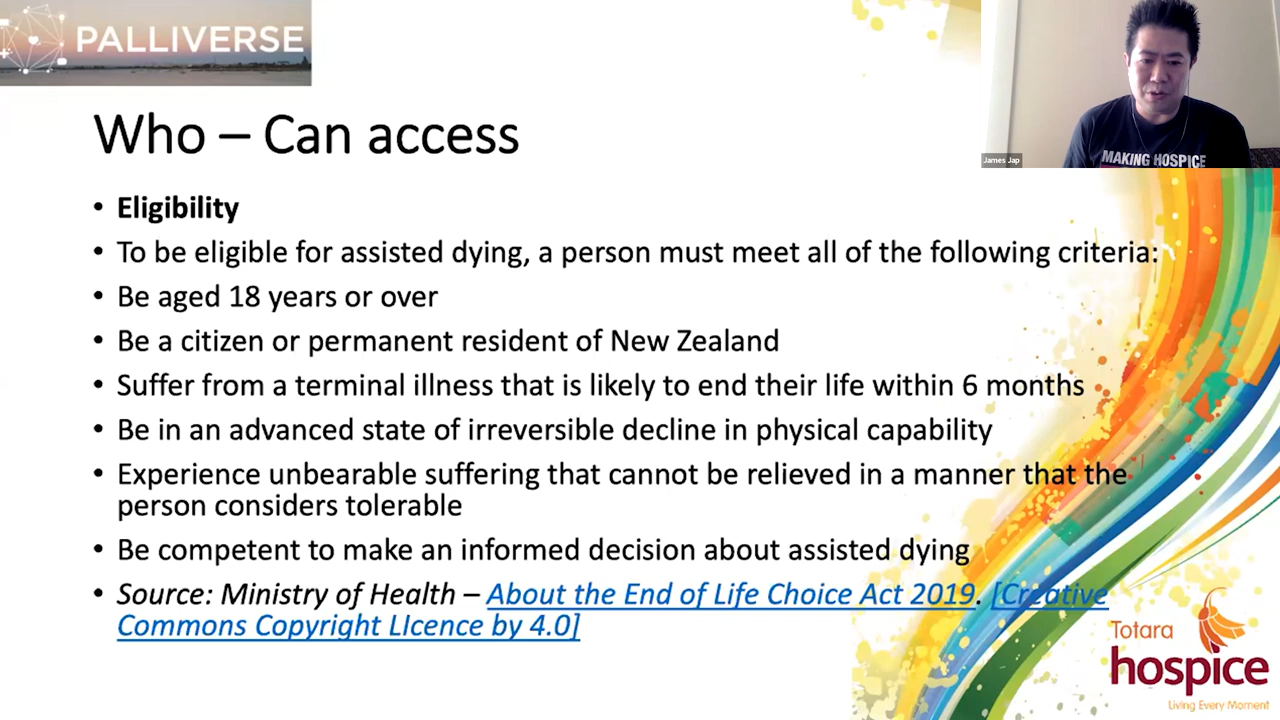 PALLIVERSE
James Jap
MAKING HOSPICE
Who – Can access
• Eligibility
• To be eligible for assisted dying, a person must meet all of the following criteria:
• Be aged 18 years or over
• Be a citizen or permanent resident of New Zealand
• Suffer from a terminal illness that is likely to end their life within 6 months
• Be in an advanced state of irreversible decline in physical capability
• Experience unbearable suffering that cannot be relieved in a manner that the
person considers tolerable
• Be competent to make an informed decision about assisted dying
• Source: Ministry of Health – About the End of Life Choice Act 2019. [Creative
Commons Copyright LIcence by 4.0]
Totara
hospice
Living Every Moment